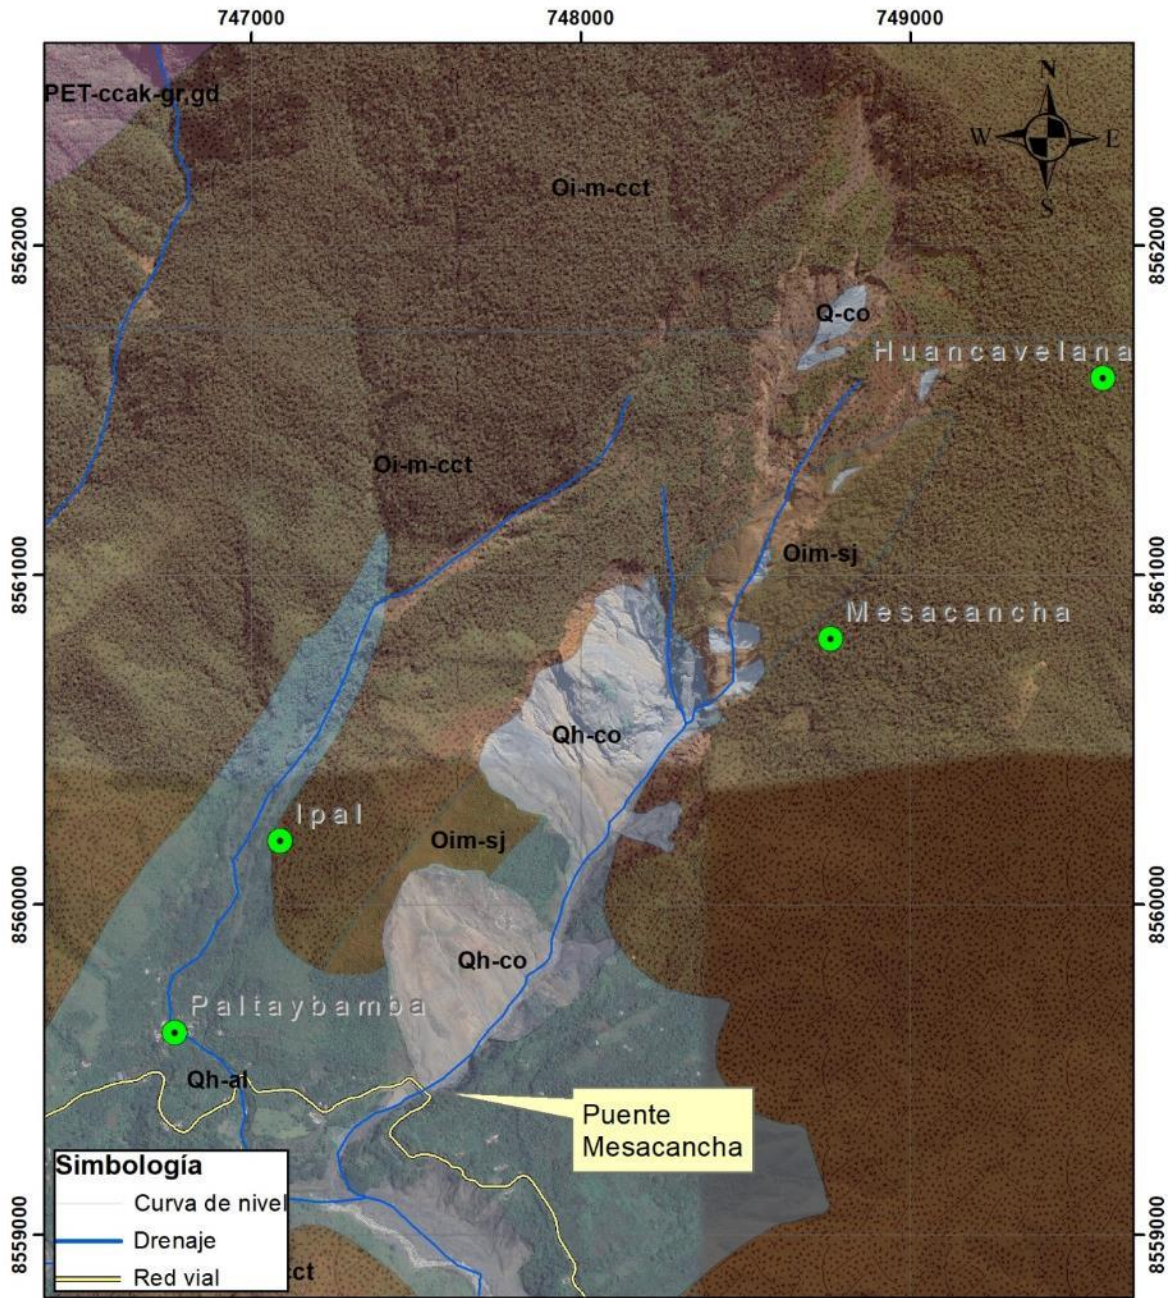 747000
748000
749000
PET-ccak-gr,gd
N
W
E
S
Oi-m-cct
8562000
8562000
Q-co
Huancavelana
Oi-m-cct
Oim-sj
8561000
8561000
Mesacancha
Qh-co
Ipal
Oim-sj
8560000
8560000
Qh-co
Paltaybamba
Qh-al
Puente
Mesacancha
Simbología
Curva de nivel
Drenaje
Red vial
8559000
8559000
cct